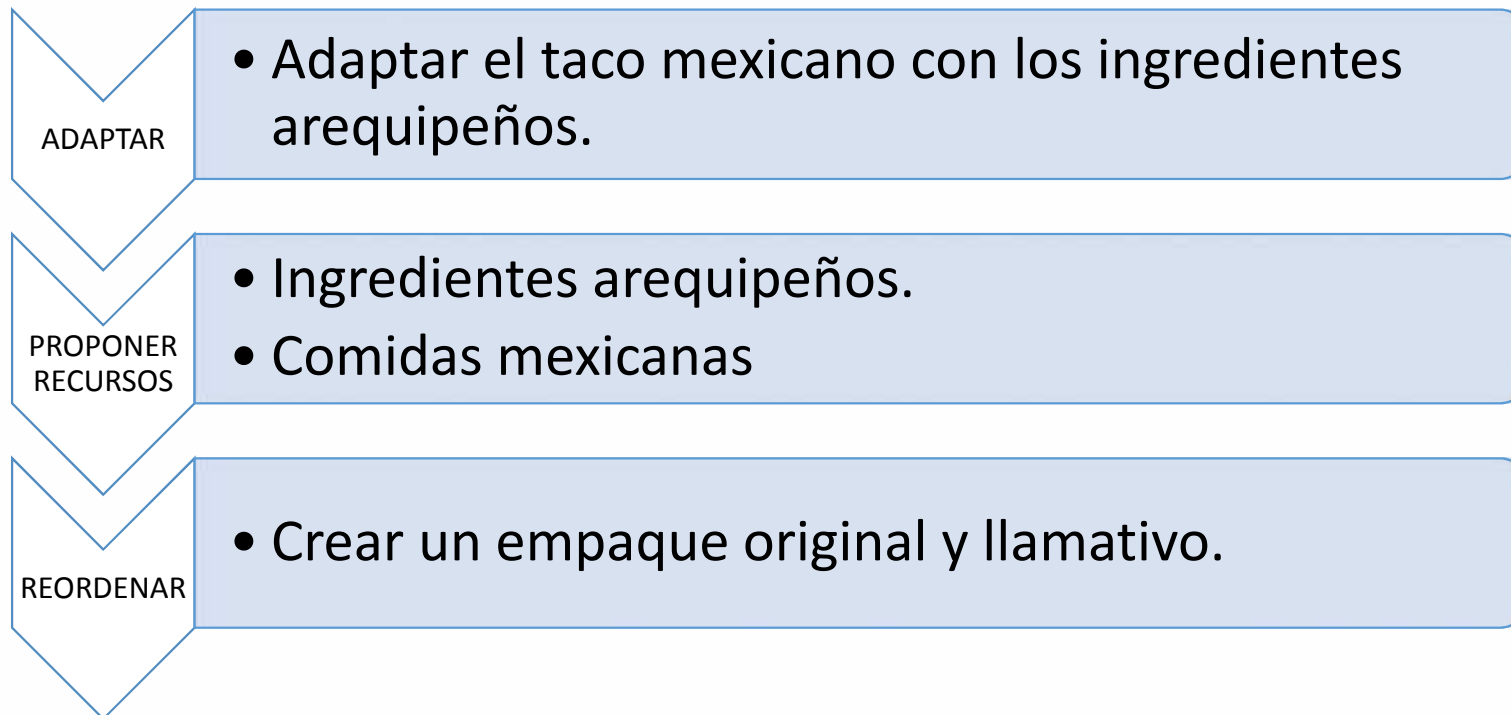 ADAPTAR
• Adaptar el taco mexicano con los ingredientes
arequipeños.
PROPONER
RECURSOS
• Ingredientes arequipeños.
• Comidas mexicanas
REORDENAR
• Crear un empaque original y llamativo.